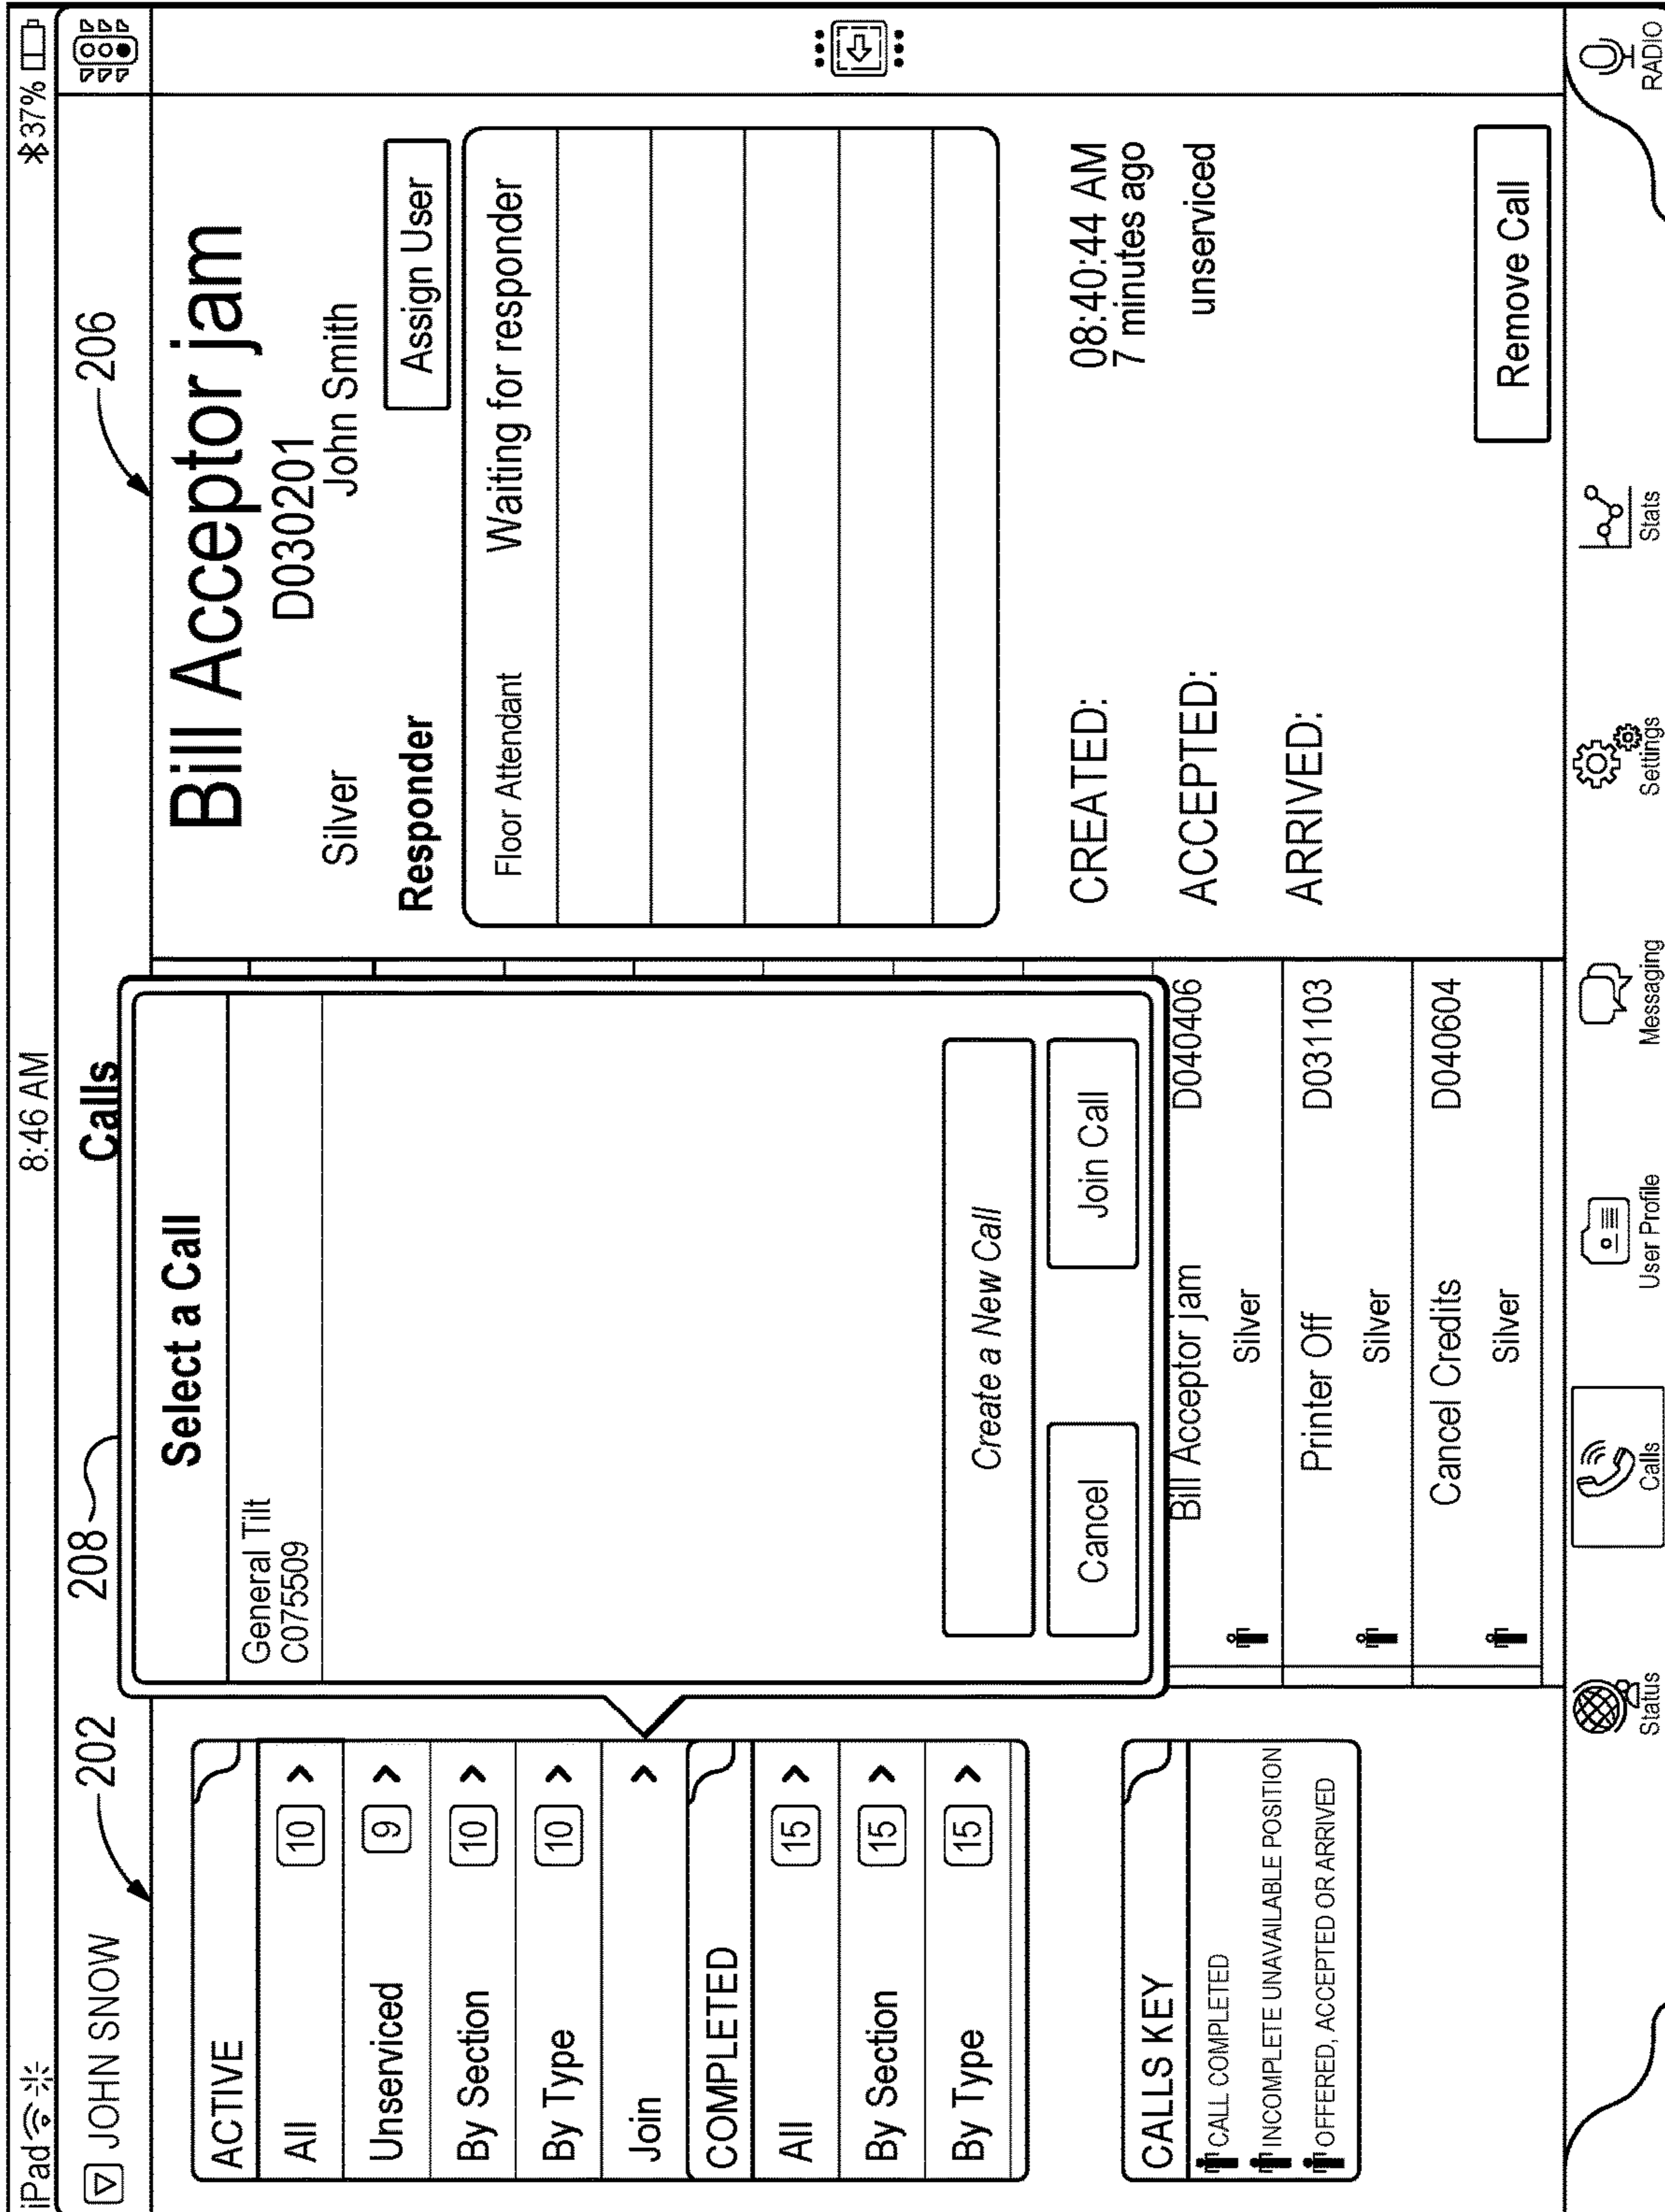 iPad 8:46 AM 37%
JOHN SNOW
Calls
202
208
206
ACTIVE
All 10 >
Unserviced 9 >
By Section 10 >
By Type 10 >
Join >
COMPLETED
All 15 >
By Section 15 >
By Type 15 >
CALLS KEY
CALL COMPLETED
INCOMPLETE UNAVAILABLE POSITION
OFFERED, ACCEPTED OR ARRIVED
Select a Call
General Tilt
C075509
Create a New Call
Cancel
Join Call
Bill Acceptor jam D040406
Silver
Printer Off D031103
Silver
Cancel Credits D040604
Silver
Bill Acceptor jam
D030201
Silver John Smith
Responder
Assign User
Floor Attendant Waiting for responder
CREATED: 08:40:44 AM
7 minutes ago
ACCEPTED: unserviced
ARRIVED:
Remove Call
Status
Calls
User Profile
Messaging
Settings
Stats
RADIO